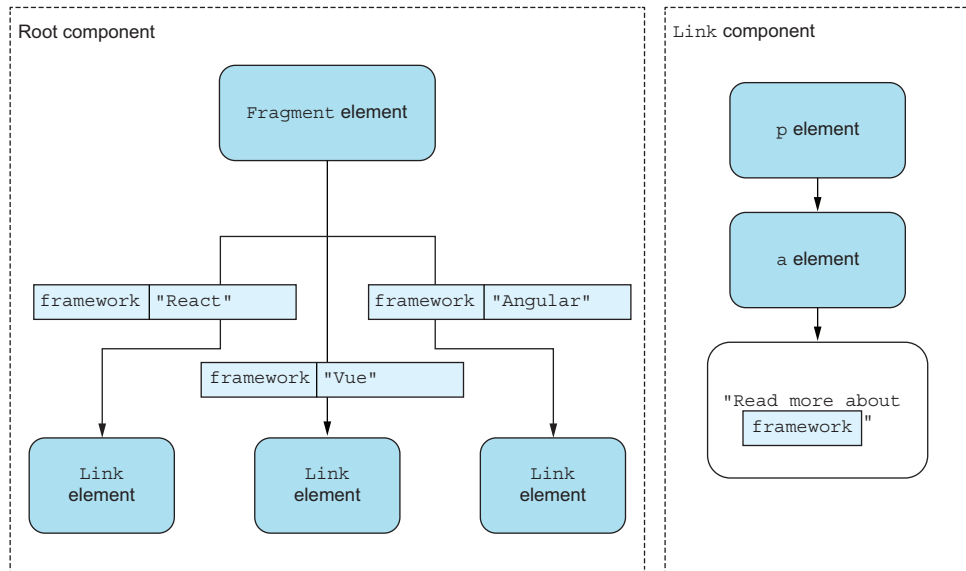 Root component
Fragment element
framework "React"
framework "Angular"
framework "Vue"
Link
element
Link
element
Link
element
Link component
p element
a element
"Read more about
framework"